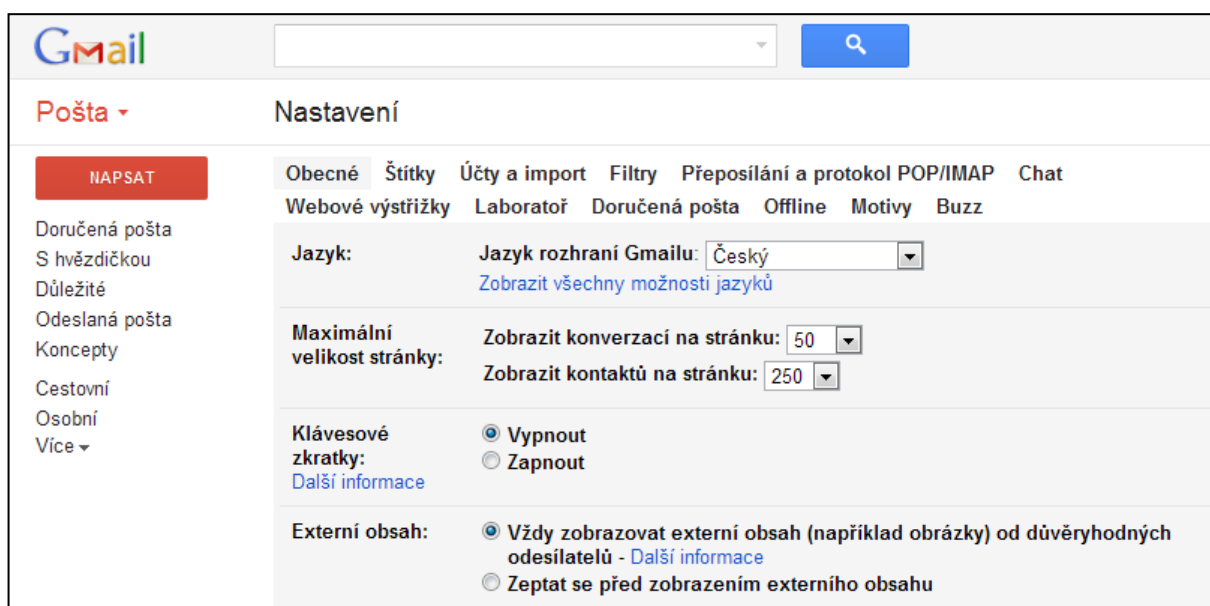 Gmail
Pošta
Nastavení
NAPSAT
Doručená pošta
S hvězdičkou
Důležité
Odeslaná pošta
Koncepty
Cestovní
Osobní
Více
Obecné Štítky Účty a import Filtry Přeposílání a protokol POP/IMAP Chat
Webové výstřižky Laboratoř Doručená pošta Offline Motivy Buzz
Jazyk: Jazyk rozhraní Gmailu: Český
Zobrazit všechny možnosti jazyků
Maximální
velikost stránky:
Zobrazit konverzací na stránku: 50
Zobrazit kontaktů na stránku: 250
Klávesové
zkratky:
Další informace
Vypnout
Zapnout
Externí obsah: Vždy zobrazovat externí obsah (například obrázky) od důvěryhodných
odesílatelů - Další informace
Zeptat se před zobrazením externího obsahu